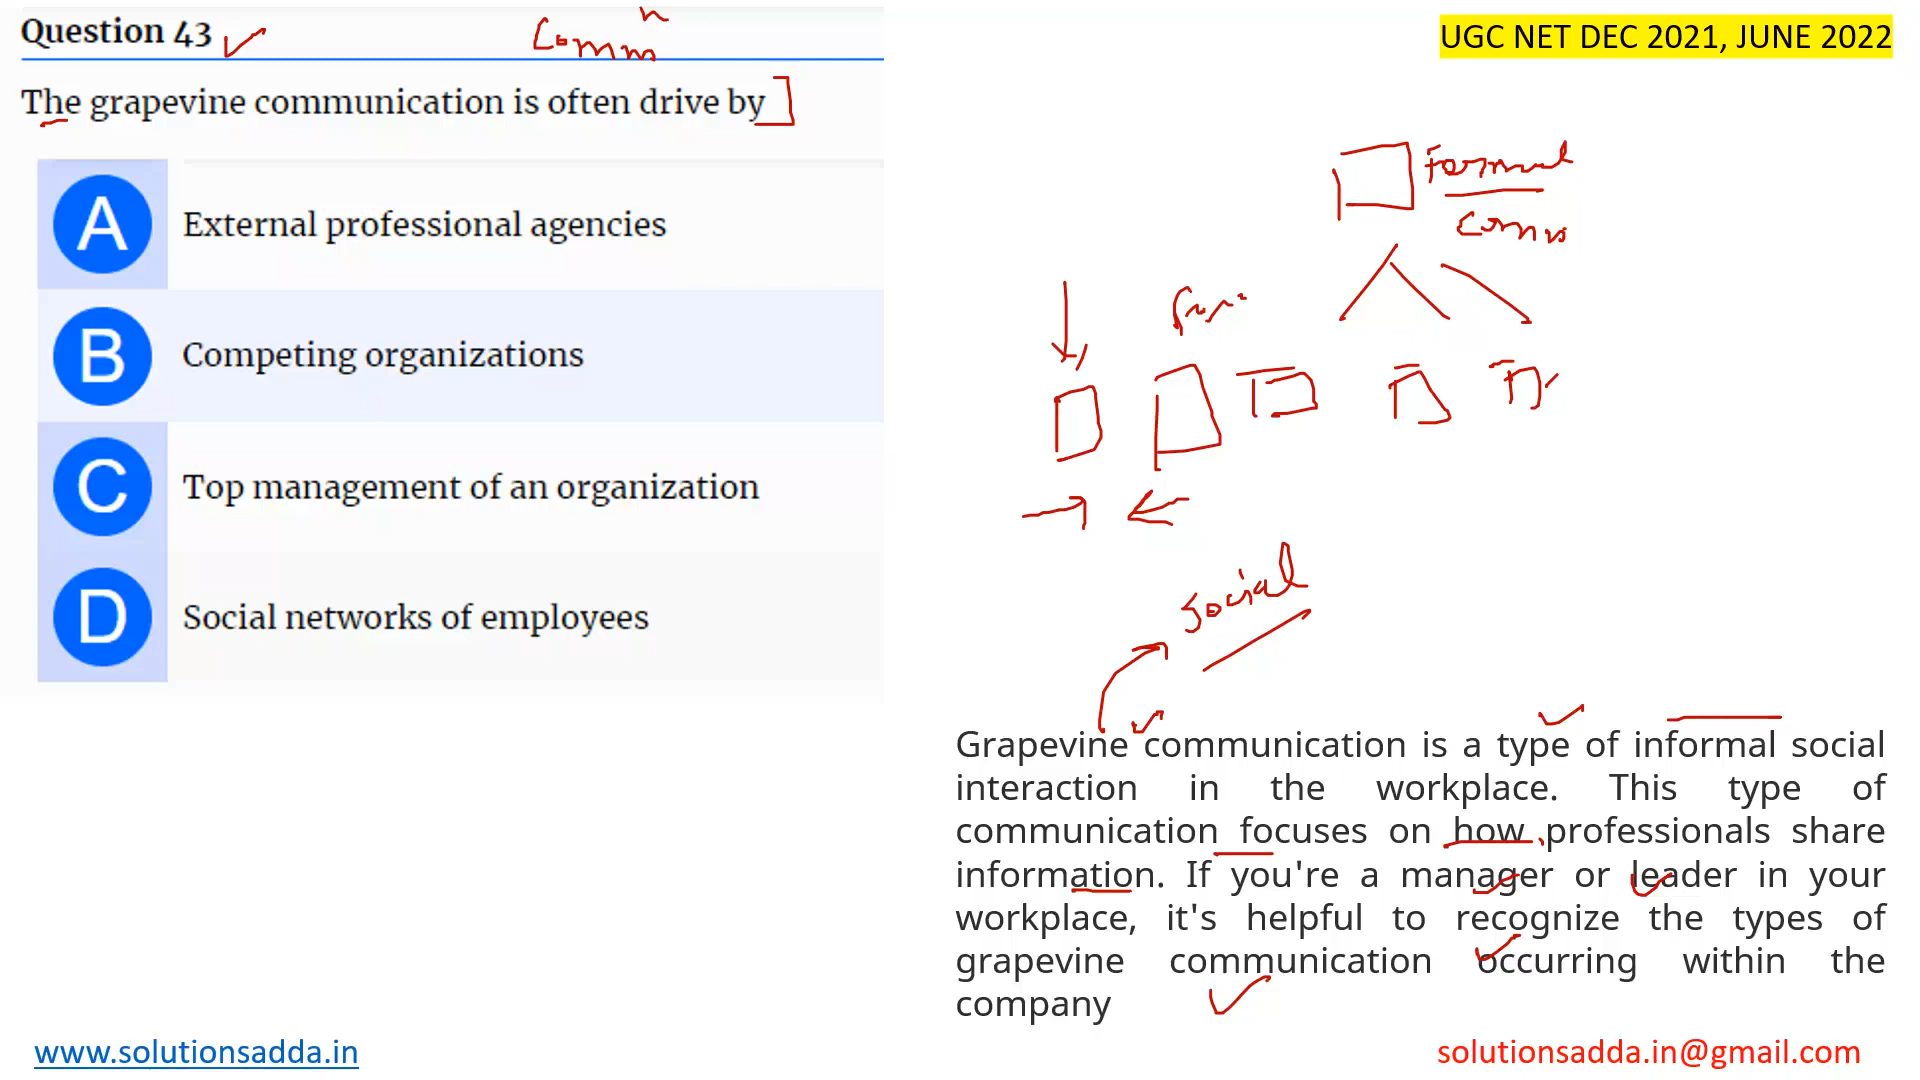 Question 43
Commn
UGC NET DEC 2021, JUNE 2022
The grapevine communication is often drive by
A External professional agencies
B Competing organizations
C Top management of an organization
D Social networks of employees
Formal
Social
Grapevine communication is a type of informal social
interaction in the workplace. This type of
communication focuses on how professionals share
information. If you're a manager or leader in your
workplace, it's helpful to recognize the types of
grapevine communication occurring within the
company
www.solutionsadda.in
solutionsadda.in@gmail.com